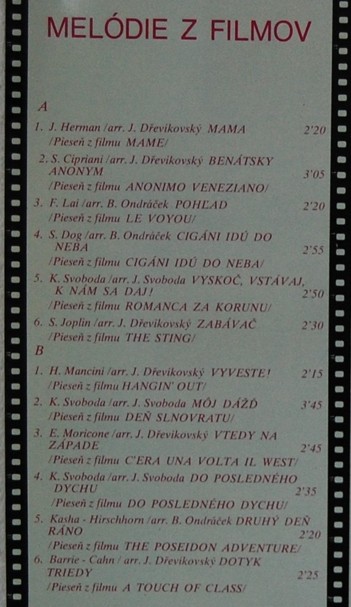 MELÓDIE Z FILMOV
A
1. J. Herman /arr. J. Dřevikovský MAMA 2'20
/Pieseň z filmu MAME/
2. S. Cipriani /arr. J. Dřevikovský BENÁTSKY
ANONYM 3'05
/Pieseň z filmu ANONIMO VENEZIANO/
3. F. Lai /arr. B. Ondráček POHĽAD 2'20
/Pieseň z filmu LE VOYOU/
4. S. Dog /arr. B. Ondráček CIGÁNI IDÚ DO
NEBA 2'55
/Pieseň z filmu CIGÁNI IDÚ DO NEBA/
5. K. Svoboda /arr. J. Svoboda VYSKOČ, VSTÁVAJ,
K NÁM SA DAJ! 2'50
/Pieseň z filmu ROMANCA ZA KORUNU/
6. S. Joplin /arr. J. Dřevikovský ZABÁVAČ 2'30
/Pieseň z filmu THE STING/
B
1. H. Mancini /arr. J. Dřevikovský VYVESTE! 2'15
/Pieseň z filmu HANGIN' OUT/
2. K. Svoboda /arr. J. Svoboda MÔJ DÁŽĎ 3'45
/Pieseň z filmu DEŇ SLNOVRATU/
3. E. Moricone /arr. J. Dřevikovský VTEDY NA
ZÁPADE 2'45
/Pieseň z filmu C'ERA UNA VOLTA IL WEST/
4. K. Svoboda /arr. J. Svoboda DO POSLEDNÉHO
DYCHU 2'35
/Pieseň z filmu DO POSLEDNÉHO DYCHU/
5. Kasha - Hirschhorn /arr. B. Ondráček DRUHÝ DEŇ
RÁNO 2'20
/Pieseň z filmu THE POSEIDON ADVENTURE/
6. Barrie - Cahn / arr. J. Dřevikovský DOTYK
TRIEDY 2'25
/Pieseň z filmu A TOUCH OF CLASS/